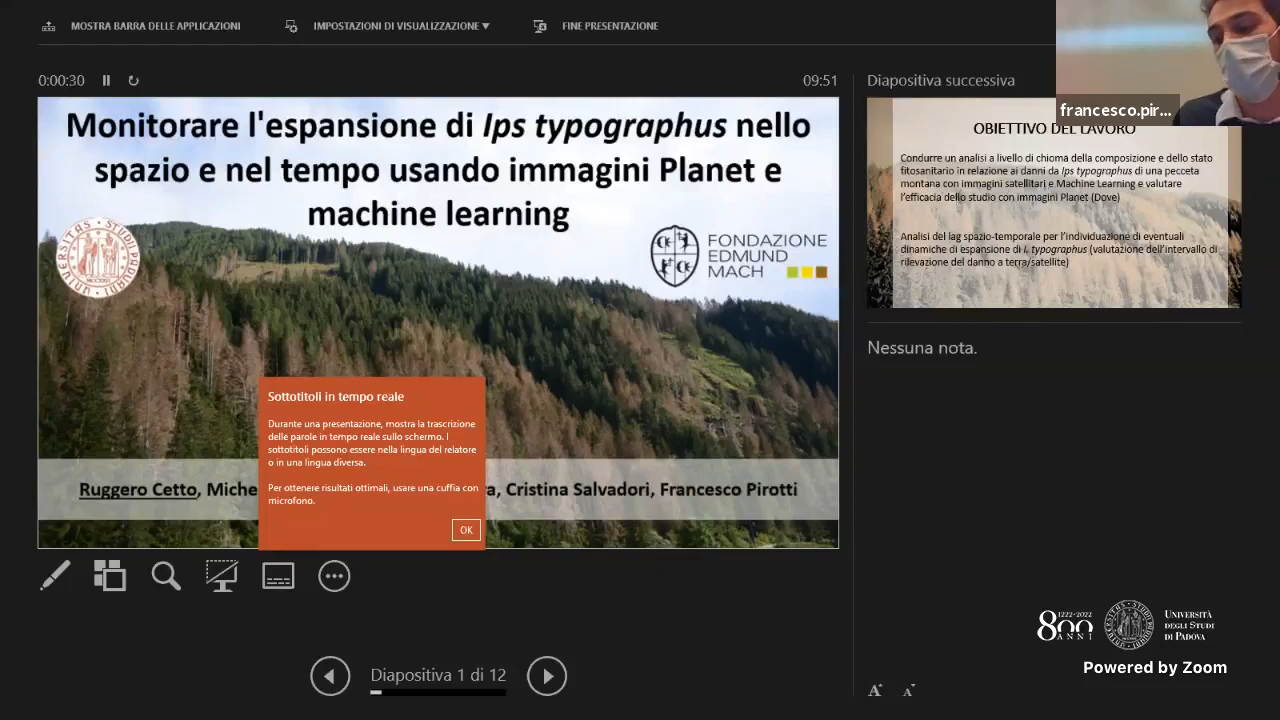 MOSTRA BARRA DELLE APPLICAZIONI
IMPOSTAZIONI DI VISUALIZZAZIONE ▼
FINE PRESENTAZIONE
0:00:30
09:51
Monitorare l'espansione di Ips typographus nello
spazio e nel tempo usando immagini Planet e
machine learning
FONDAZIONE
EDMUND
MACH
Sottotitoli in tempo reale
Durante una presentazione, mostra la trascrizione
delle parole in tempo reale sullo schermo. I
sottotitoli possono essere nella lingua del relatore
o in una lingua diversa.
Per ottenere risultati ottimali, usare una cuffia con
microfono.
OK
Ruggero Cetto, Miche
ra, Cristina Salvadori, Francesco Pirotti
Diapositiva 1 di 12
Diapositiva successiva
francesco.pir...
OBIETTIVO DEL LAVORO
Condurre un analisi a livello di chioma della composizione e dello stato
fitosanitario in relazione ai danni da Ips typographus di una pecceta
montana con immagini satellitari e Machine Learning e valutare
l'efficacia dello studio con immagini Planet (Dove)
Analisi del lag spazio-temporale per l'individuazione di eventuali
dinamiche di espansione di I. typographus (valutazione dell'intervallo di
rilevazione del danno a terra/satellite)
Nessuna nota.
1222·2022
800
ANNI
UNIVERSITÀ
DEGLI STUDI
DI PADOVA
Powered by Zoom
A A